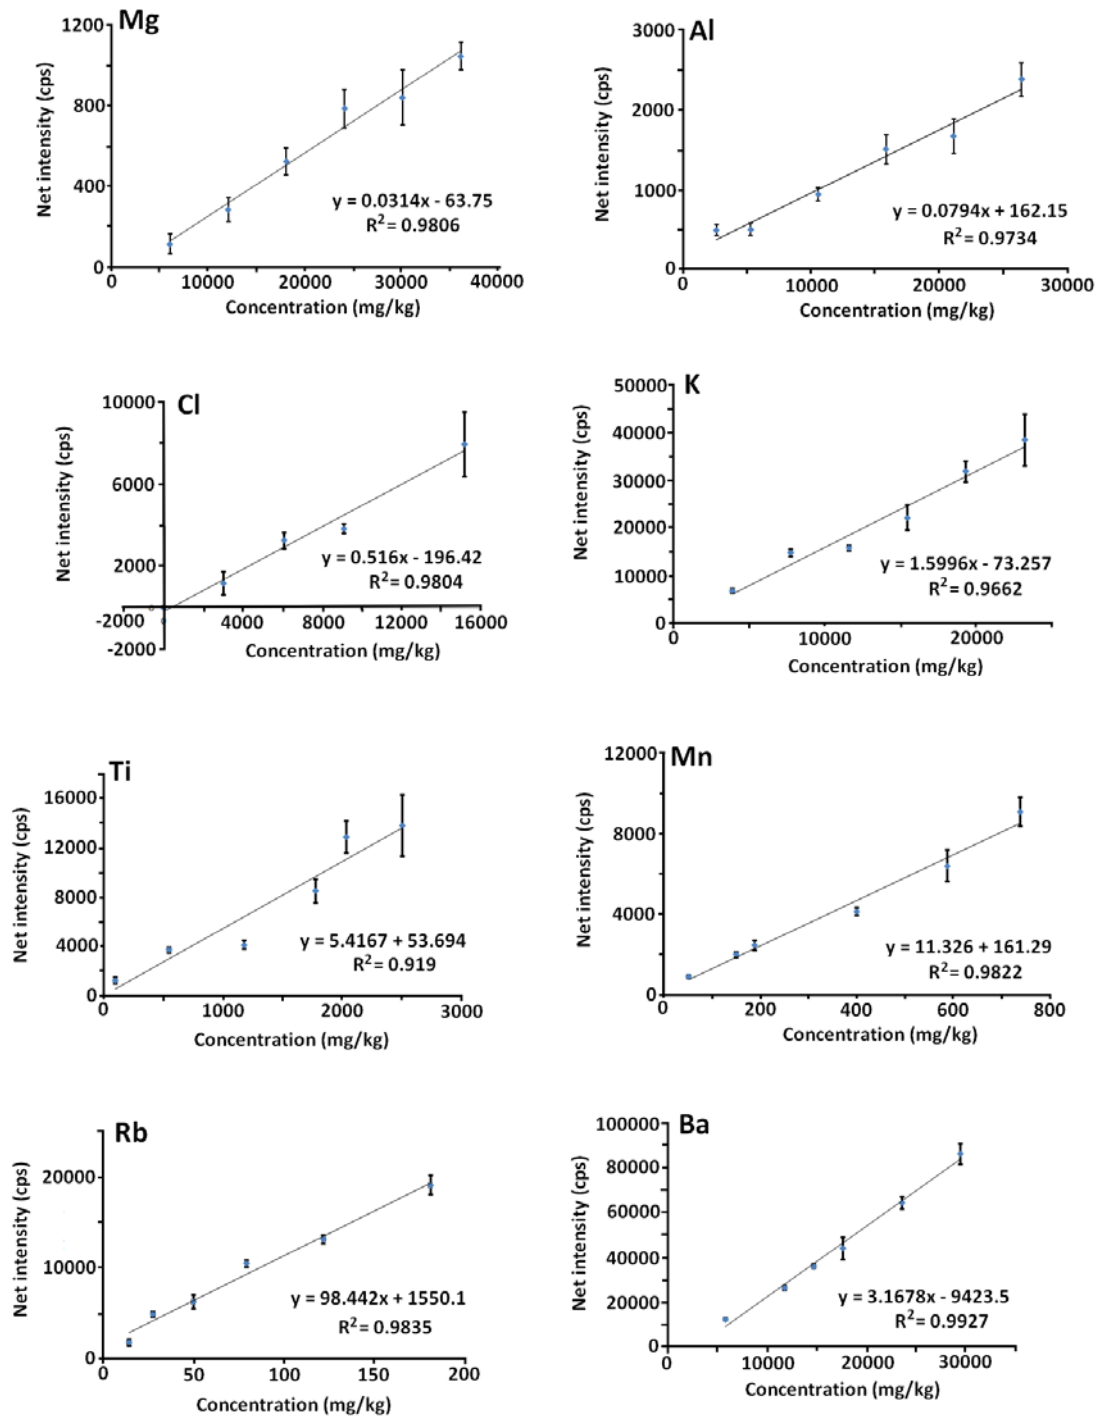 Mg
Net intensity (cps)
1200
800
400
0
y = 0.0314x - 63.75
R2 = 0.9806
0 10000 20000 30000 40000
Concentration (mg/kg)
Al
Net intensity (cps)
3000
2000
1000
0
y = 0.0794x + 162.15
R2 = 0.9734
0 10000 20000 30000
Concentration (mg/kg)
Cl
Net intensity (cps)
10000
6000
2000
0
-2000
y = 0.516x - 196.42
R2 = 0.9804
-2000 4000 8000 12000 16000
Concentration (mg/kg)
K
Net intensity (cps)
50000
40000
30000
20000
10000
0
y = 1.5996x - 73.257
R2 = 0.9662
0 10000 20000
Concentration (mg/kg)
Ti
Net intensity (cps)
16000
12000
8000
4000
0
y = 5.4167 + 53.694
R2 = 0.919
0 1000 2000 3000
Concentration (mg/kg)
Mn
Net intensity (cps)
12000
8000
4000
0
y = 11.326 + 161.29
R2 = 0.9822
0 200 400 600 800
Concentration (mg/kg)
Rb
Net intensity (cps)
20000
10000
0
y = 98.442x + 1550.1
R2 = 0.9835
0 50 100 150 200
Concentration (mg/kg)
Ba
Net intensity (cps)
100000
80000
60000
40000
20000
0
y = 3.1678x - 9423.5
R2 = 0.9927
0 10000 20000 30000
Concentration (mg/kg)